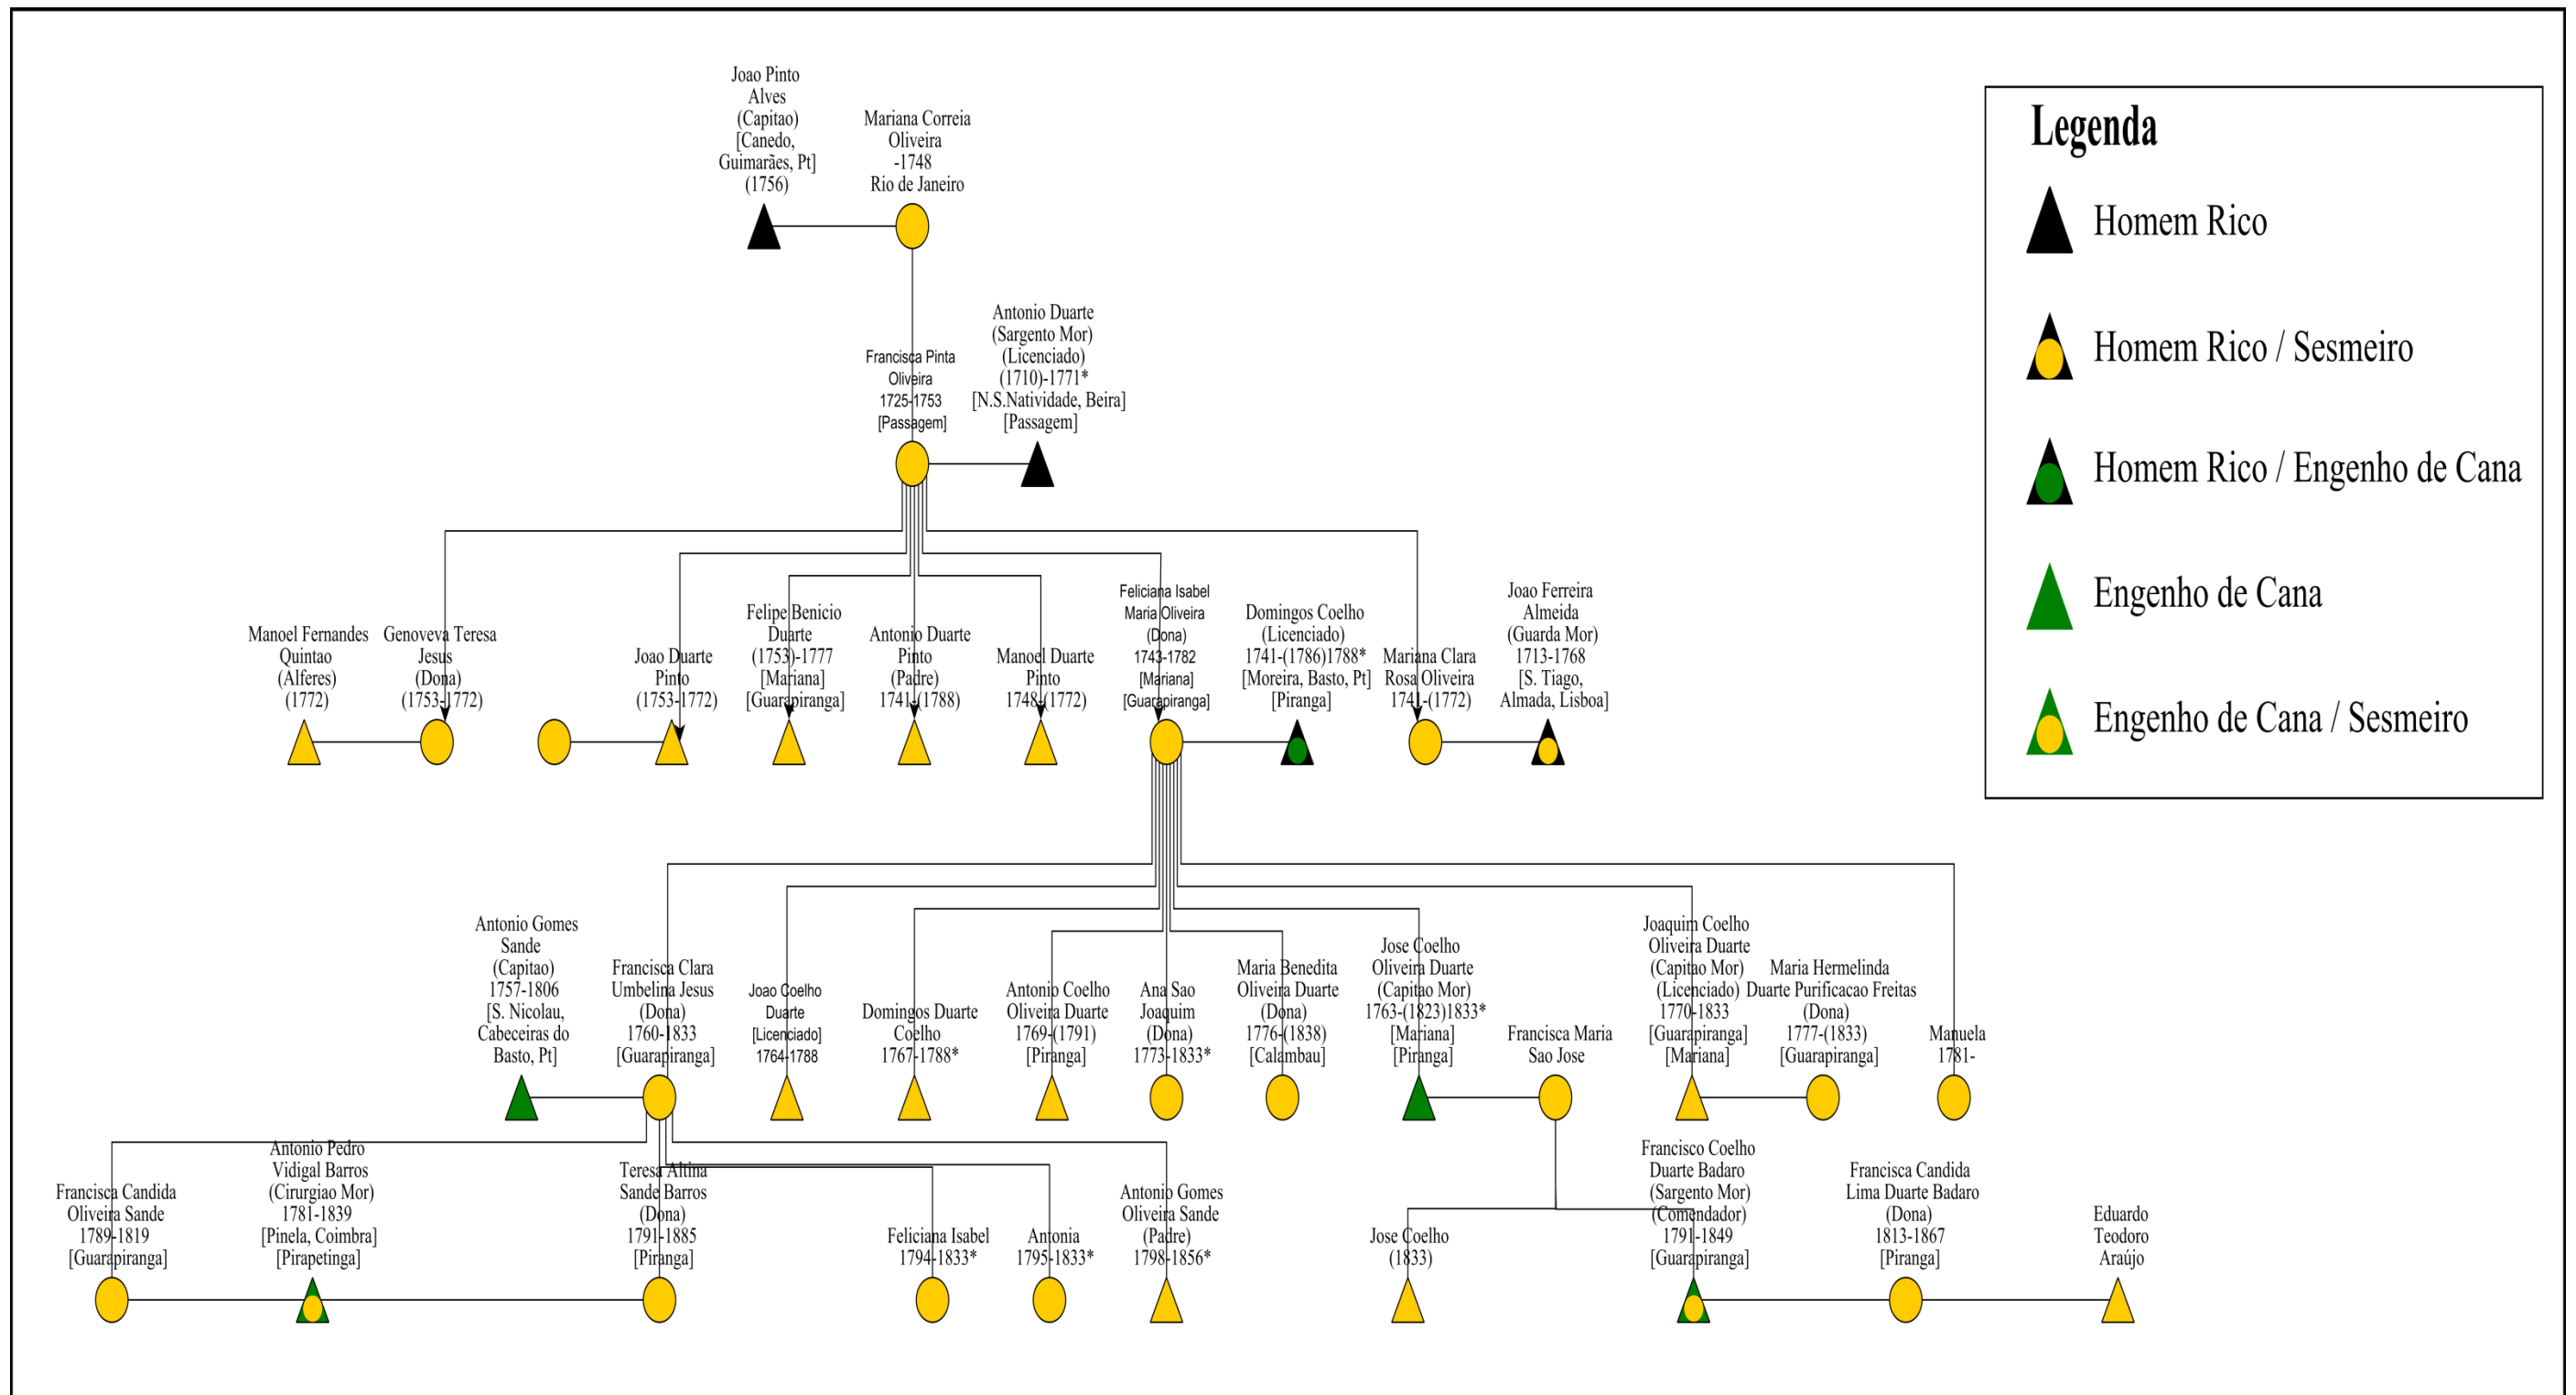 Joao Pinto
Alves
(Capitao)
[Canedo,
Guimarães, Pt]
(1756)
Mariana Correia
Oliveira
-1748
Rio de Janeiro
Legenda
Homem Rico
Homem Rico / Sesmeiro
Homem Rico / Engenho de Cana
Engenho de Cana
Engenho de Cana / Sesmeiro
Francisca Pinta
Oliveira
1725-1753
[Passagem]
Antonio Duarte
(Sargento Mor)
(Licenciado)
(1710)-1771*
[N.S.Natividade, Beira]
[Passagem]
Manoel Fernandes
Quintao
(Alferes)
(1772)
Genoveva Teresa
Jesus
(Dona)
(1753-1772)
Joao Duarte
Pinto
(1753-1772)
Felipe Benicio
Duarte
(1753)-1777
[Mariana]
[Guarapiranga]
Antonio Duarte
Pinto
(Padre)
1741-(1788)
Manoel Duarte
Pinto
1748-(1772)
Feliciana Isabel
Maria Oliveira
(Dona)
1743-1782
[Mariana]
[Guarapiranga]
Domingos Coelho
(Licenciado)
1741-(1786)1788*
[Moreira, Basto, Pt]
[Piranga]
Mariana Clara
Rosa Oliveira
1741-(1772)
Joao Ferreira
Almeida
(Guarda Mor)
1713-1768
[S. Tiago,
Almada, Lisboa]
Antonio Gomes
Sande
(Capitao)
1757-1806
[S. Nicolau,
Cabeceiras do
Basto, Pt]
Francisca Clara
Umbelina Jesus
(Dona)
1760-1833
[Guarapiranga]
Joao Coelho
Duarte
[Licenciado]
1764-1788
Domingos Duarte
Coelho
1767-1788*
Antonio Coelho
Oliveira Duarte
1769-(1791)
[Piranga]
Ana Sao
Joaquim
(Dona)
1773-1833*
Maria Benedita
Oliveira Duarte
(Dona)
1776-(1838)
[Calambau]
Jose Coelho
Oliveira Duarte
(Capitao Mor)
1763-(1823)1833*
[Mariana]
[Piranga]
Francisca Maria
Sao Jose
Joaquim Coelho
Oliveira Duarte
(Capitao Mor)
(Licenciado)
1770-1833
[Guarapiranga]
[Mariana]
Maria Hermelinda
Duarte Purificacao Freitas
(Dona)
1777-(1833)
[Guarapiranga]
Manuela
1781-
Francisca Candida
Oliveira Sande
1789-1819
[Guarapiranga]
Antonio Pedro
Vidigal Barros
(Cirurgiao Mor)
1781-1839
[Pinela, Coimbra]
[Pirapetinga]
Teresa Altina
Sande Barros
(Dona)
1791-1885
[Piranga]
Feliciana Isabel
1794-1833*
Antonia
1795-1833*
Antonio Gomes
Oliveira Sande
(Padre)
1798-1856*
Jose Coelho
(1833)
Francisco Coelho
Duarte Badaro
(Sargento Mor)
(Comendador)
1791-1849
[Guarapiranga]
Francisca Candida
Lima Duarte Badaro
(Dona)
1813-1867
[Piranga]
Eduardo
Teodoro
Araújo